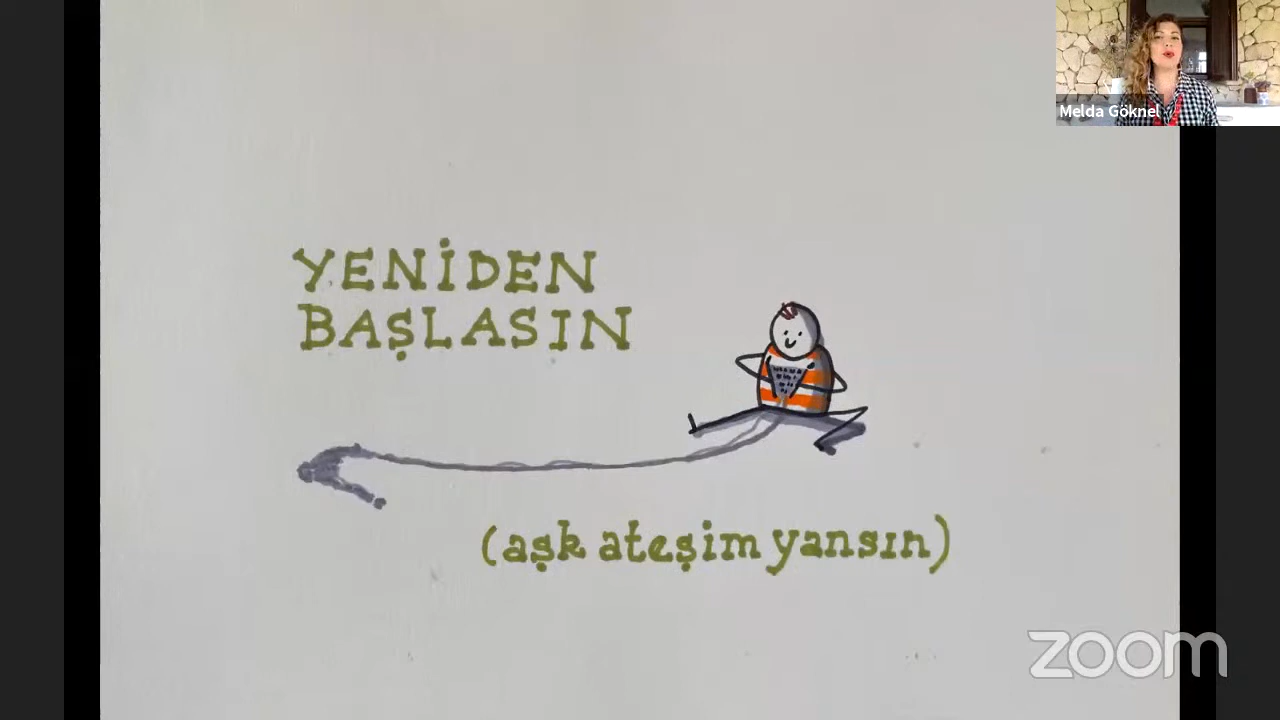 Melda Göknel
YENİDEN
BAŞLASIN
(aşk ateşim yansın)
zoom